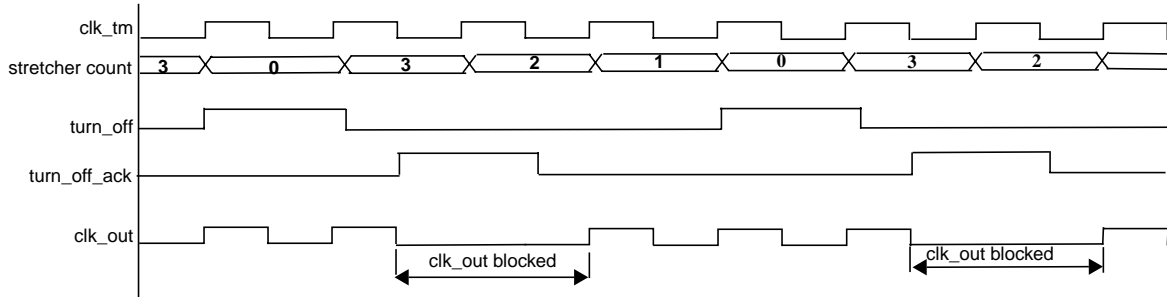 clk_tm
stretcher count 3 0 3 2 1 0 3 2
turn_off
turn_off_ack
clk_out
clk_out blocked clk_out blocked